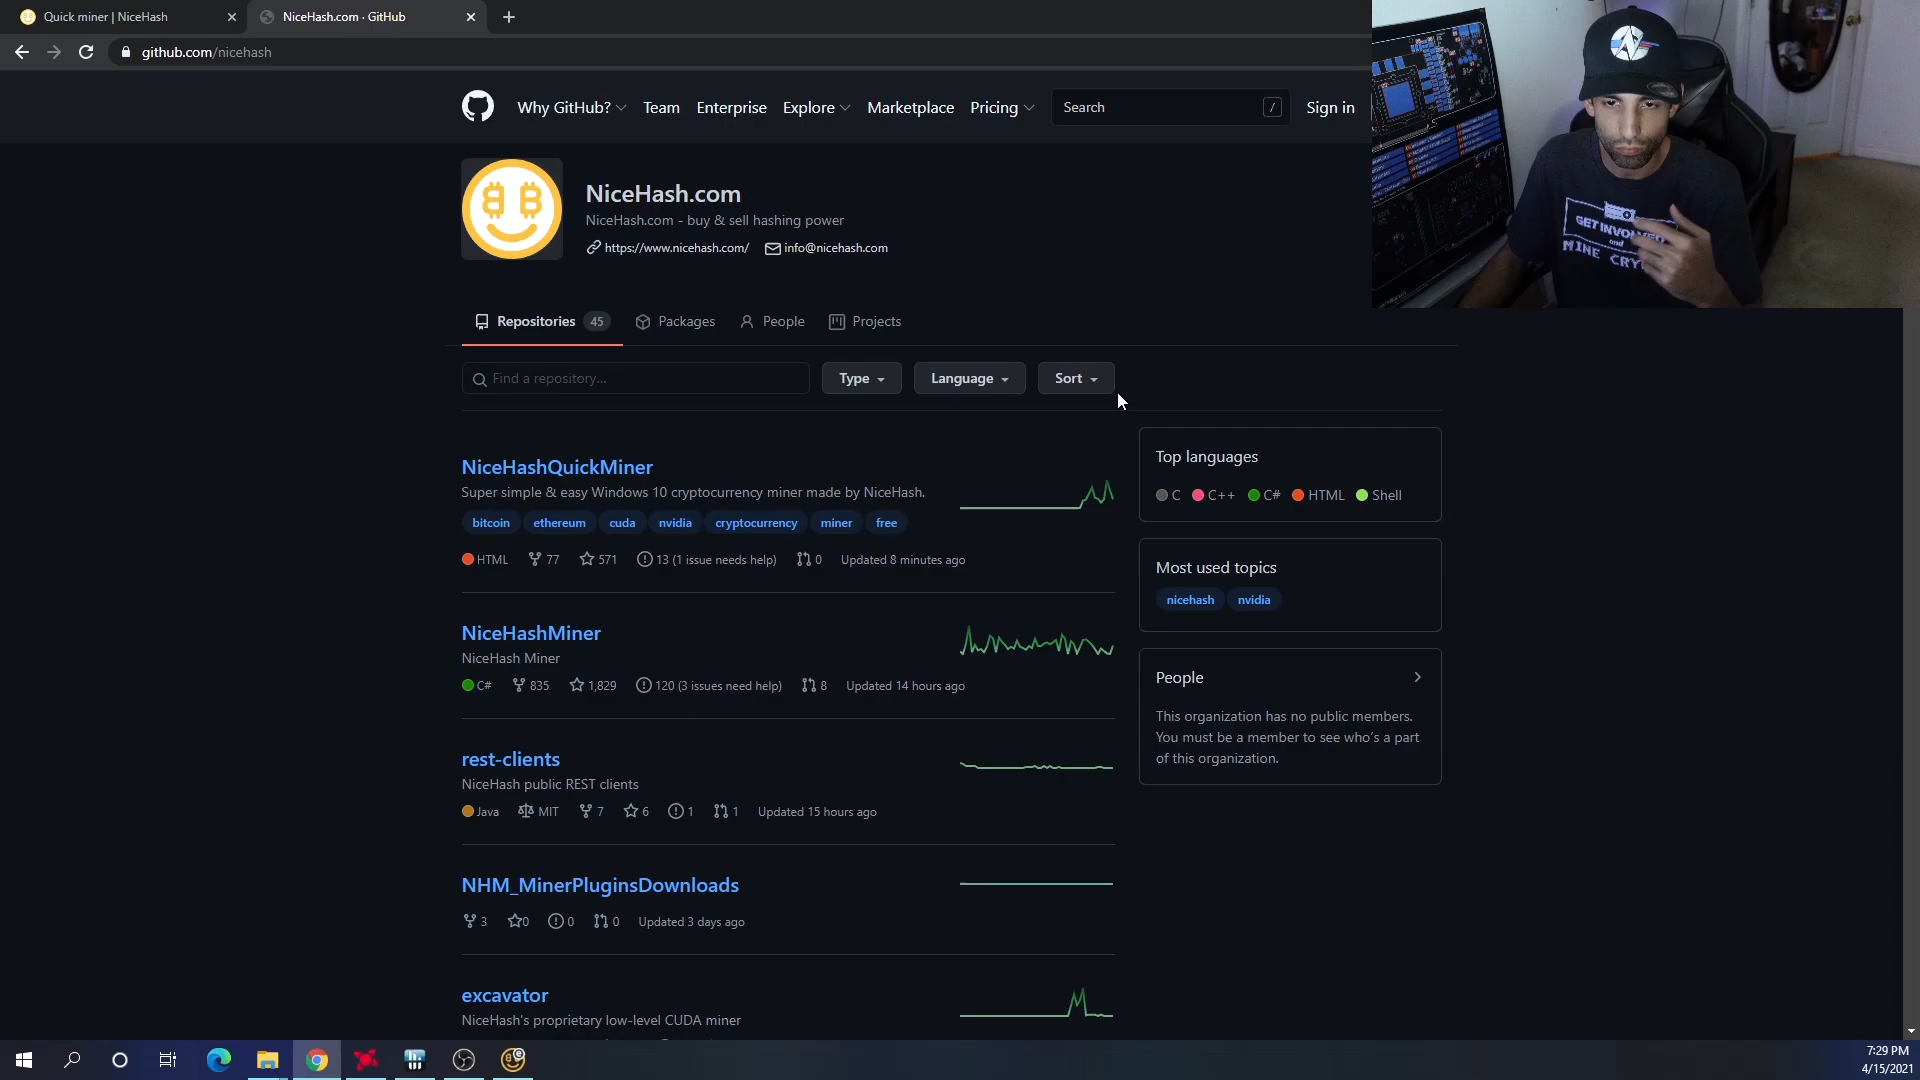 Quick miner | NiceHash
NiceHash.com · GitHub
github.com/nicehash
Why GitHub? Team Enterprise Explore Marketplace Pricing Search / Sign in
NiceHash.com
NiceHash.com - buy & sell hashing power
https://www.nicehash.com/ info@nicehash.com
GET INVOLVED
and
MINE
Repositories 45 Packages People Projects
Find a repository... Type Language Sort
NiceHashQuickMiner
Super simple & easy Windows 10 cryptocurrency miner made by NiceHash.
bitcoin ethereum cuda nvidia cryptocurrency miner free
HTML 77 571 13 (1 issue needs help) 0 Updated 8 minutes ago
NiceHashMiner
NiceHash Miner
C# 835 1,829 120 (3 issues need help) 8 Updated 14 hours ago
rest-clients
NiceHash public REST clients
Java MIT 7 6 1 1 Updated 15 hours ago
NHM_MinerPluginsDownloads
3 0 0 0 Updated 3 days ago
excavator
NiceHash's proprietary low-level CUDA miner
Top languages
C C++ C# HTML Shell
Most used topics
nicehash nvidia
People
This organization has no public members.
You must be a member to see who's a part
of this organization.
7:29 PM
4/15/2021